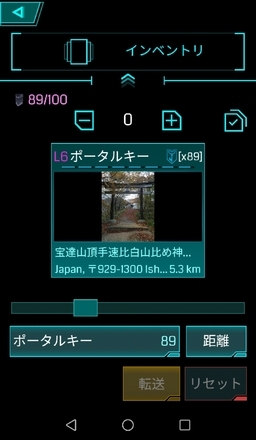 インベントリ
89/100
0
L6 ポータルキー [x89]
宝達山頂手速比白山比め神...
Japan, 〒929-1300 Ish... 5.3 km
ポータルキー 89 距離
転送 リセット